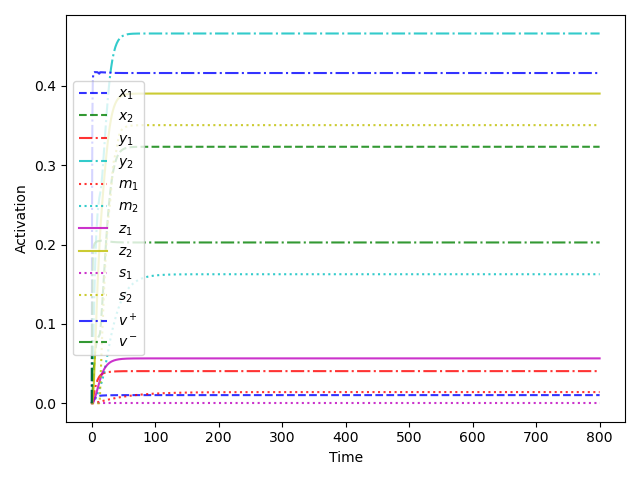 0.4
0.3
0.2
0.1
0.0
Activation
x₁
x₂
y₁
y₂
m₁
m₂
z₁
z₂
s₁
s₂
v⁺
v⁻
0 100 200 300 400 500 600 700 800
Time